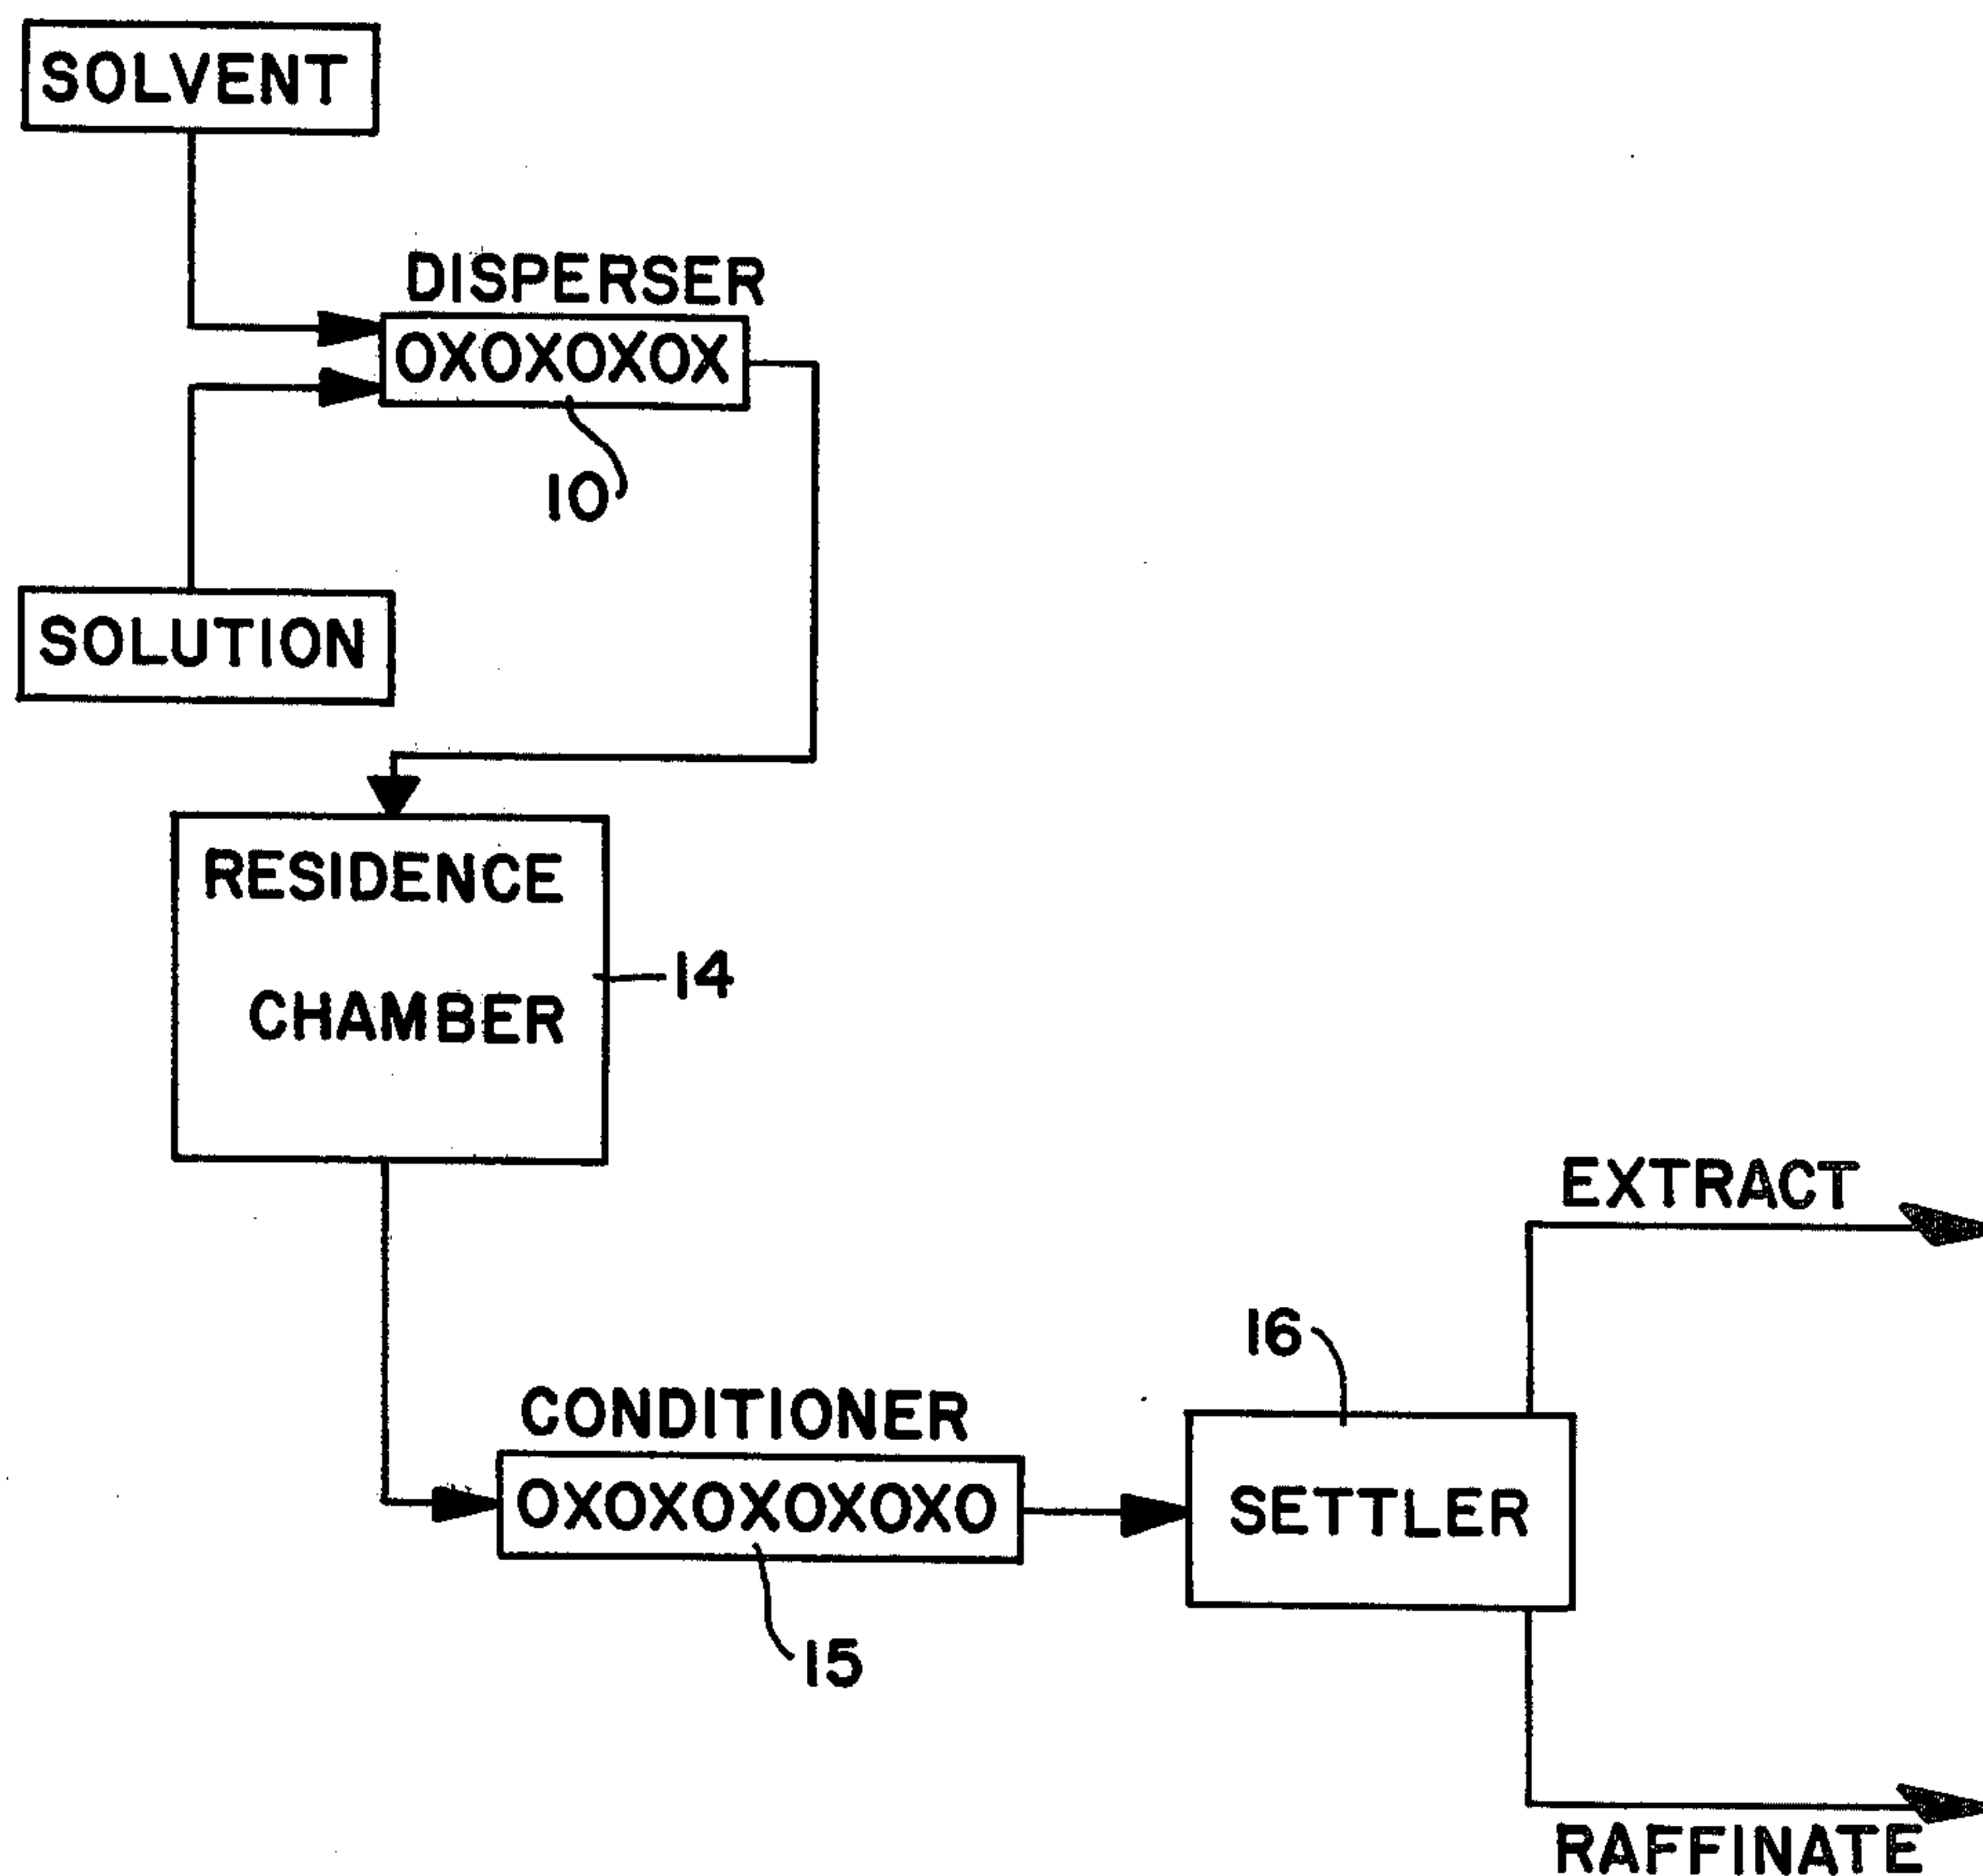 SOLVENT
DISPERSER
OXOXOXOX
10
SOLUTION
RESIDENCE
CHAMBER
14
EXTRACT
16
CONDITIONER
OXOXOXOXOXO
SETTLER
15
RAFFINATE